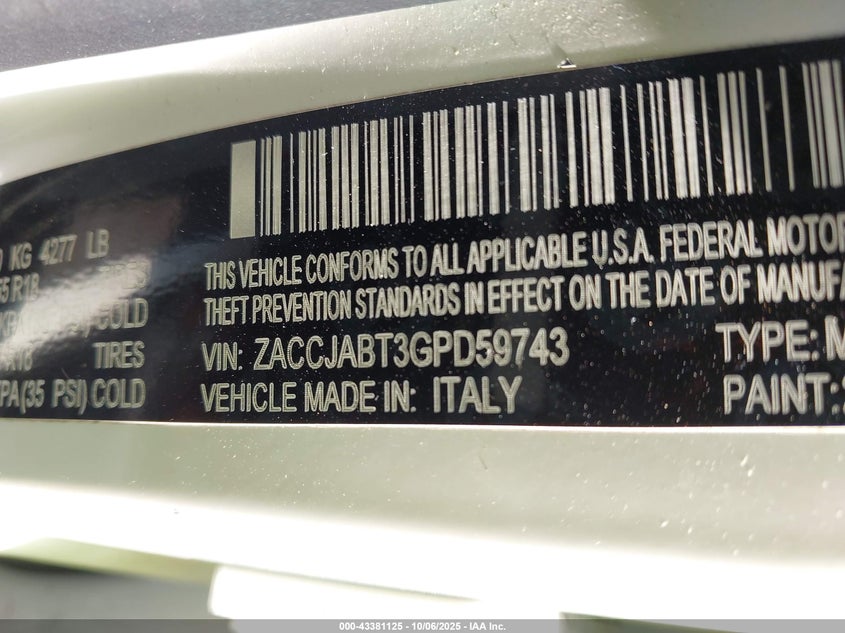 KG 4277 LB
R18 TIRES
COLD
R18 TIRES
(35 PSI) COLD
THIS VEHICLE CONFORMS TO ALL APPLICABLE U.S.A. FEDERAL MOTOR
THEFT PREVENTION STANDARDS IN EFFECT ON THE DATE OF MANUFA
VIN: ZACCJABT3GPD59743 TYPE: M
VEHICLE MADE IN: ITALY PAINT:
000-43381125 - 10/06/2025 - IAA Inc.